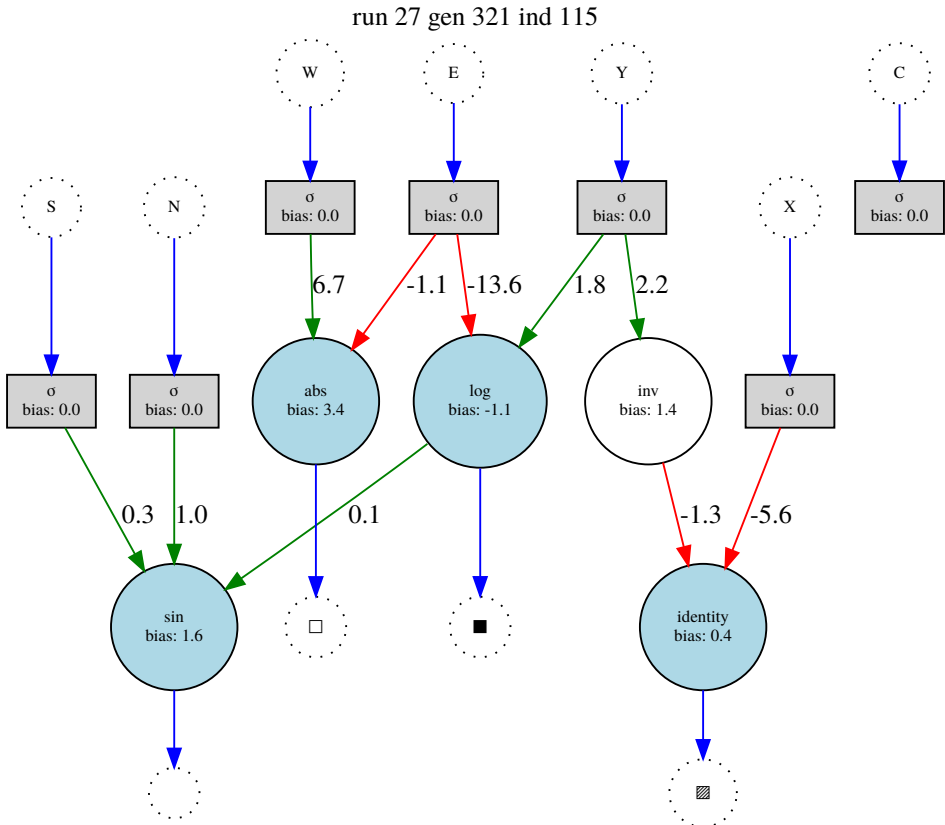 run 27 gen 321 ind 115
W
E
Y
C
S
N
X
σ
bias: 0.0
σ
bias: 0.0
σ
bias: 0.0
σ
bias: 0.0
6.7
-1.1
-13.6
1.8
2.2
σ
bias: 0.0
σ
bias: 0.0
abs
bias: 3.4
log
bias: -1.1
inv
bias: 1.4
σ
bias: 0.0
0.3
1.0
0.1
-1.3
-5.6
sin
bias: 1.6
□
■
identity
bias: 0.4
▨